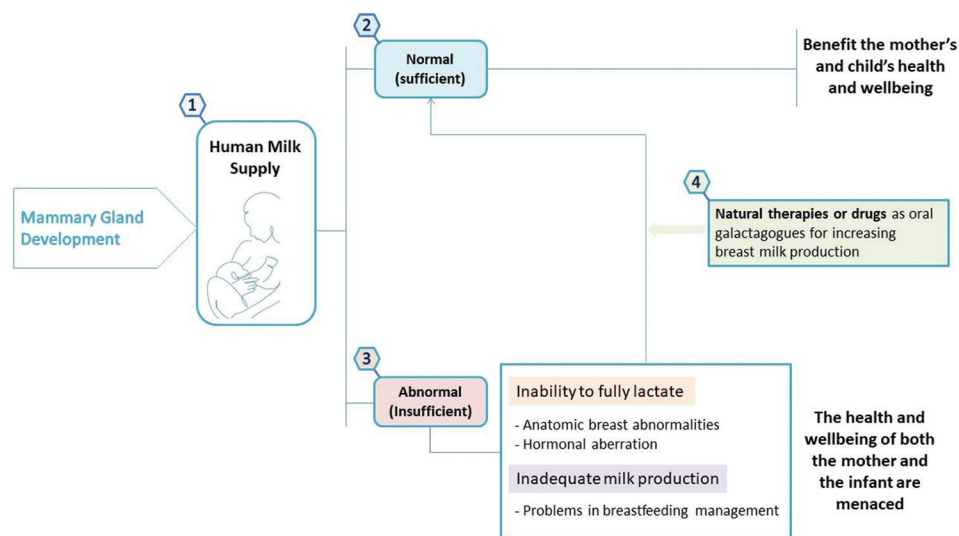 Mammary Gland
Development
1
Human Milk
Supply
2
Normal
(sufficient)
Benefit the mother's
and child's health
and wellbeing
4
Natural therapies or drugs as oral
galactagogues for increasing
breast milk production
3
Abnormal
(Insufficient)
Inability to fully lactate
- Anatomic breast abnormalities
- Hormonal aberration
Inadequate milk production
- Problems in breastfeeding management
The health and
wellbeing of both
the mother and
the infant are
menaced